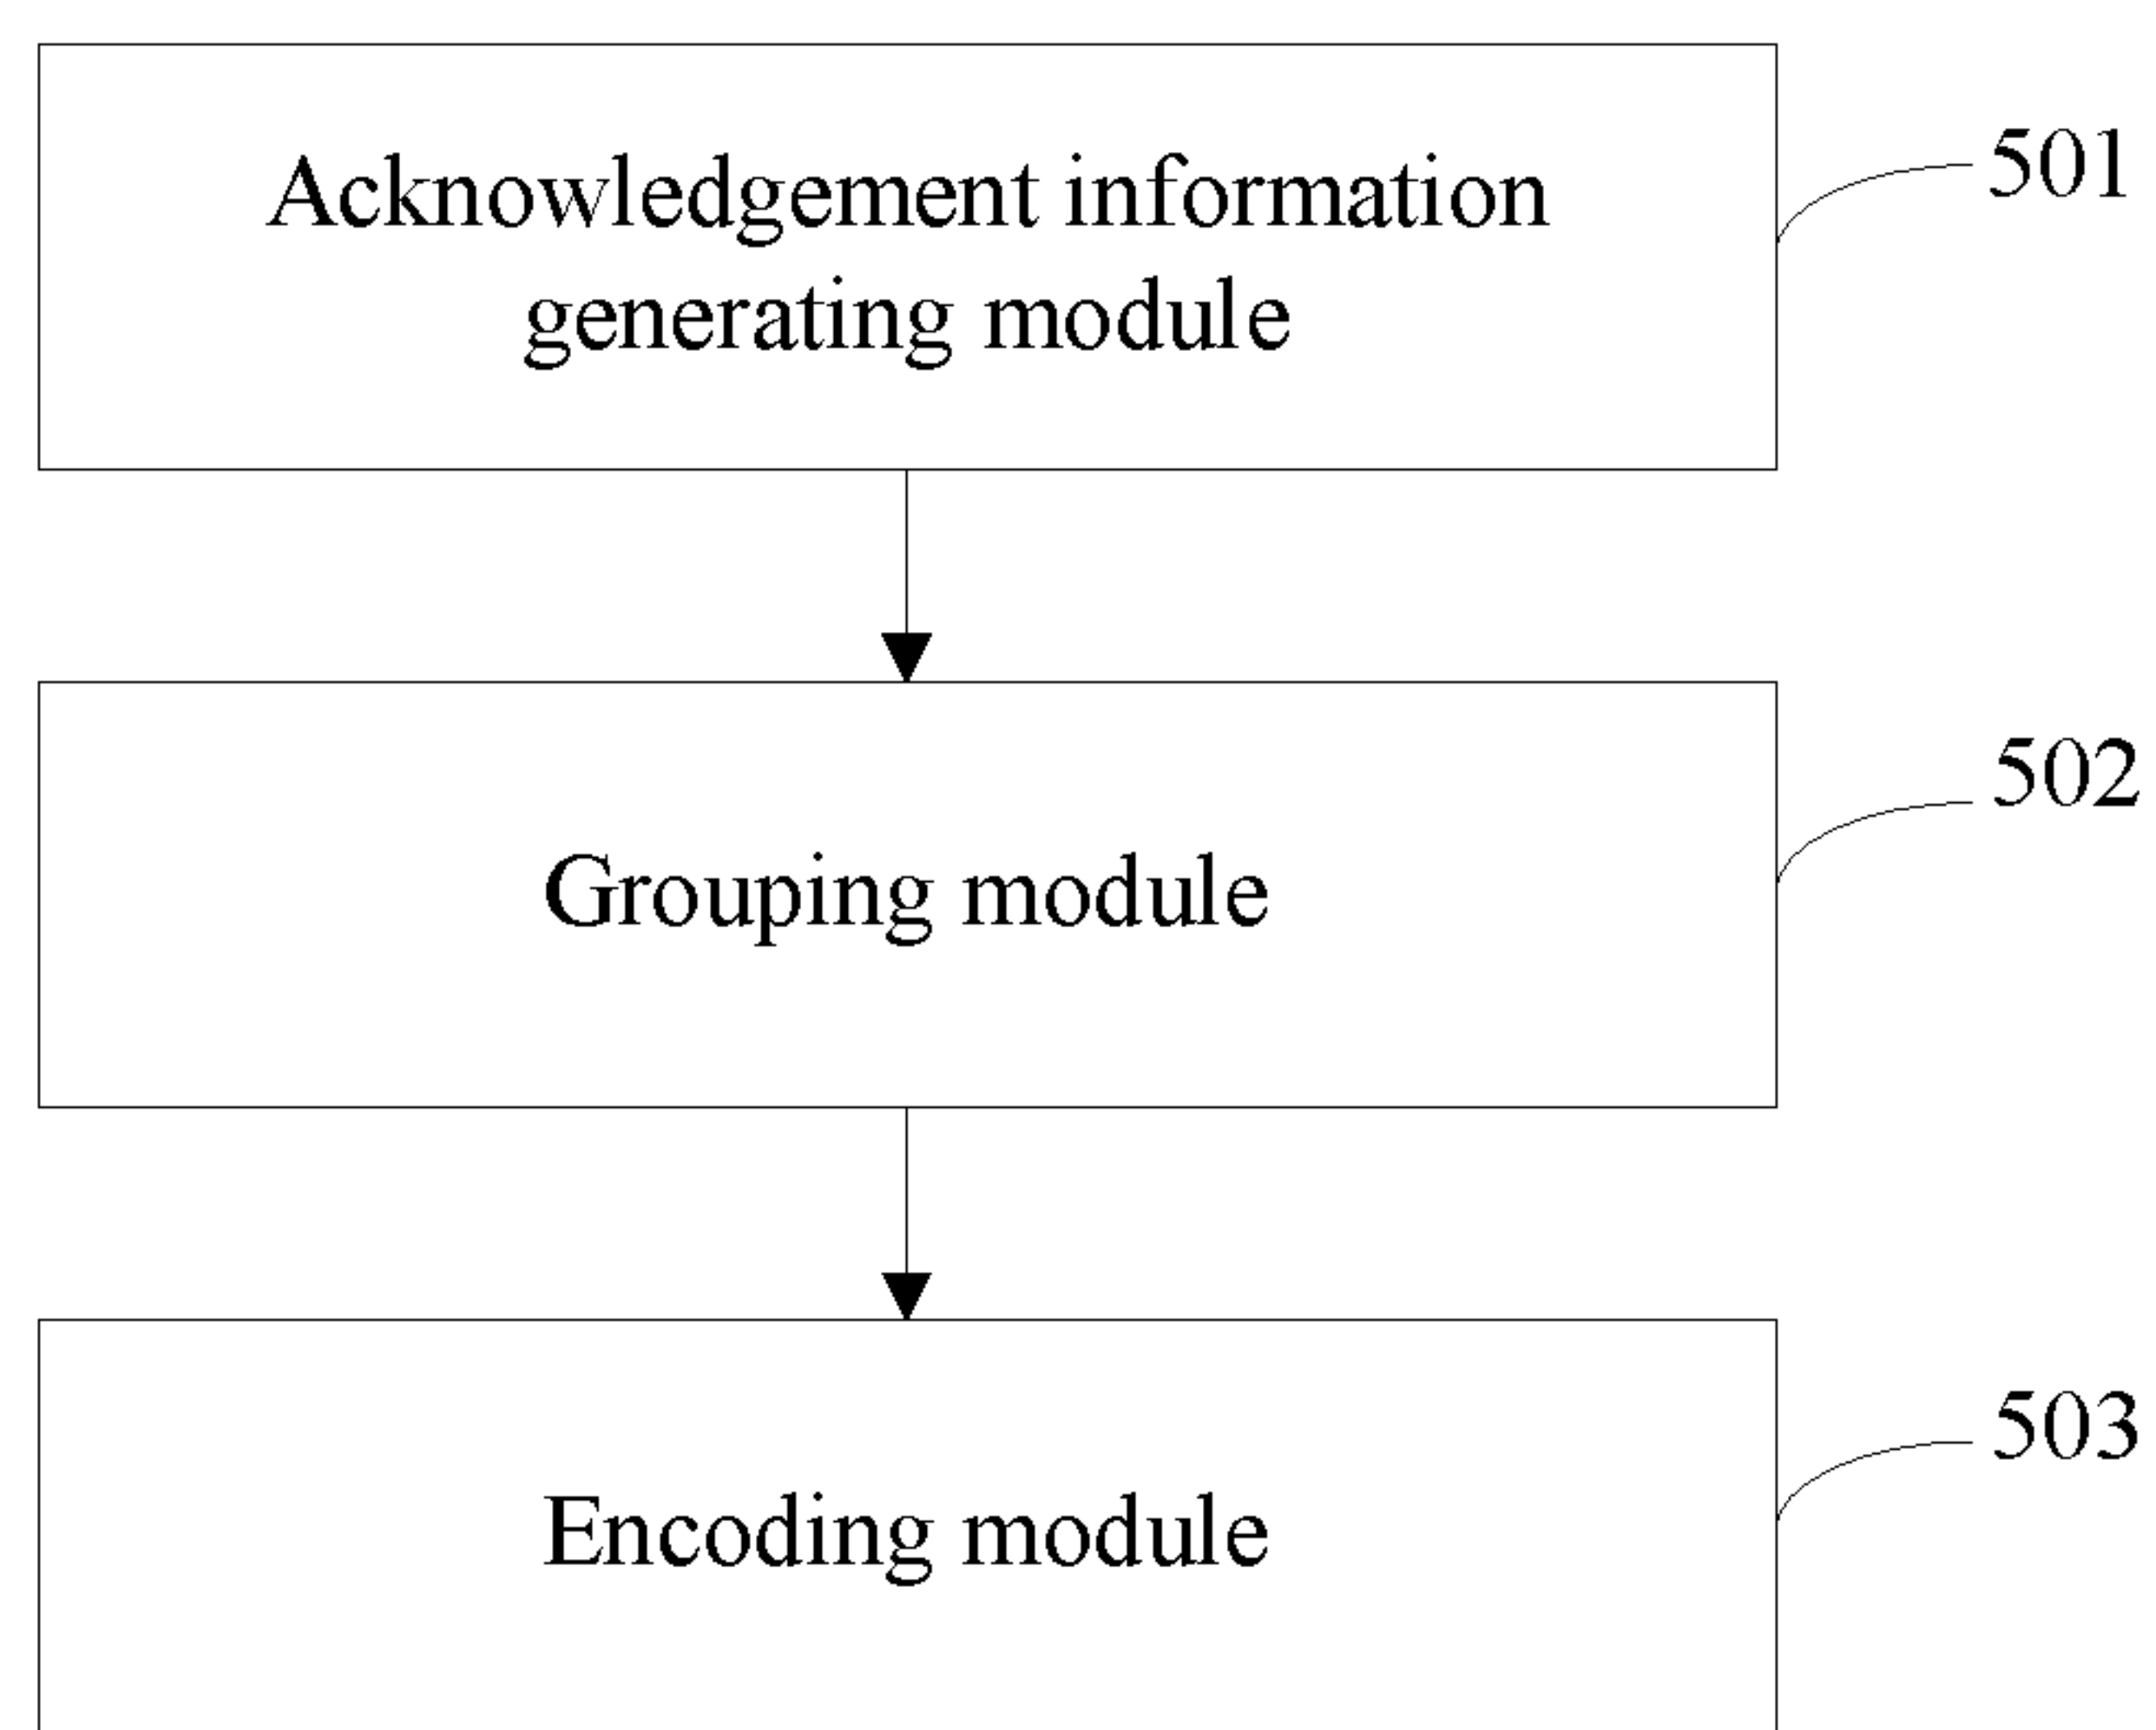 Acknowledgement information
generating module
501
Grouping module
502
Encoding module
503